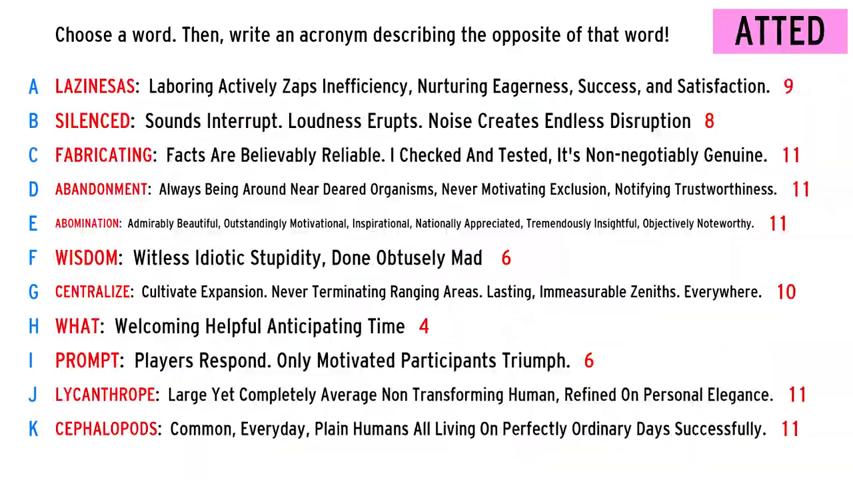 Choose a word. Then, write an acronym describing the opposite of that word!
ATTED
A LAZINESAS: Laboring Actively Zaps Inefficiency, Nurturing Eagerness, Success, and Satisfaction. 9
B SILENCED: Sounds Interrupt. Loudness Erupts. Noise Creates Endless Disruption 8
C FABRICATING: Facts Are Believably Reliable. I Checked And Tested, It's Non-negotiably Genuine. 11
D ABANDONMENT: Always Being Around Near Deared Organisms, Never Motivating Exclusion, Notifying Trustworthiness. 11
E ABOMINATION: Admirably Beautiful, Outstandingly Motivational, Inspirational, Nationally Appreciated, Tremendously Insightful, Objectively Noteworthy. 11
F WISDOM: Witless Idiotic Stupidity, Done Obtusely Mad 6
G CENTRALIZE: Cultivate Expansion. Never Terminating Ranging Areas. Lasting, Immeasurable Zeniths. Everywhere. 10
H WHAT: Welcoming Helpful Anticipating Time 4
I PROMPT: Players Respond. Only Motivated Participants Triumph. 6
J LYCANTHROPE: Large Yet Completely Average Non Transforming Human, Refined On Personal Elegance. 11
K CEPHALOPODS: Common, Everyday, Plain Humans All Living On Perfectly Ordinary Days Successfully. 11